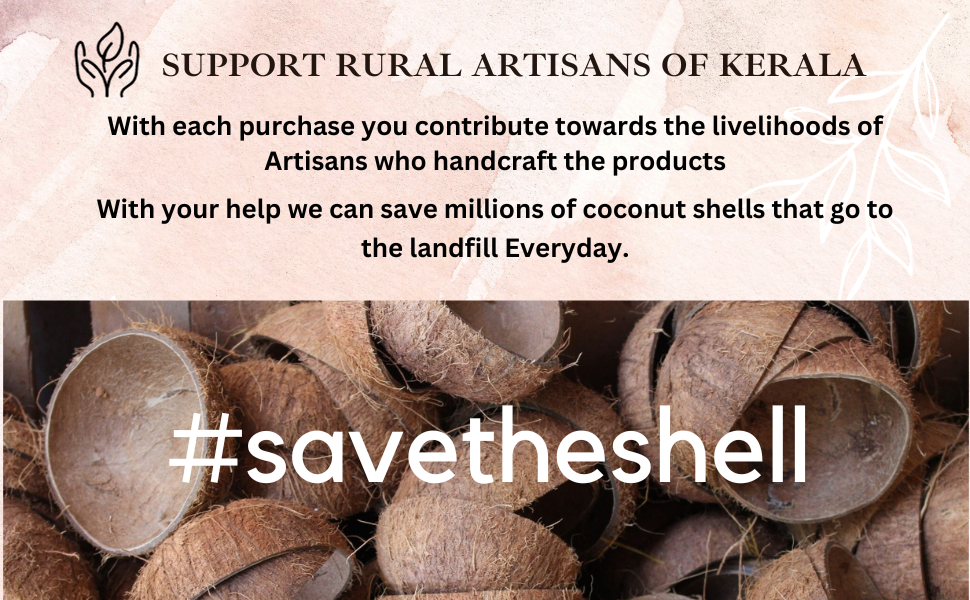 SUPPORT RURAL ARTISANS OF KERALA
With each purchase you contribute towards the livelihoods of
Artisans who handcraft the products
With your help we can save millions of coconut shells that go to
the landfill Everyday.
#savetheshell